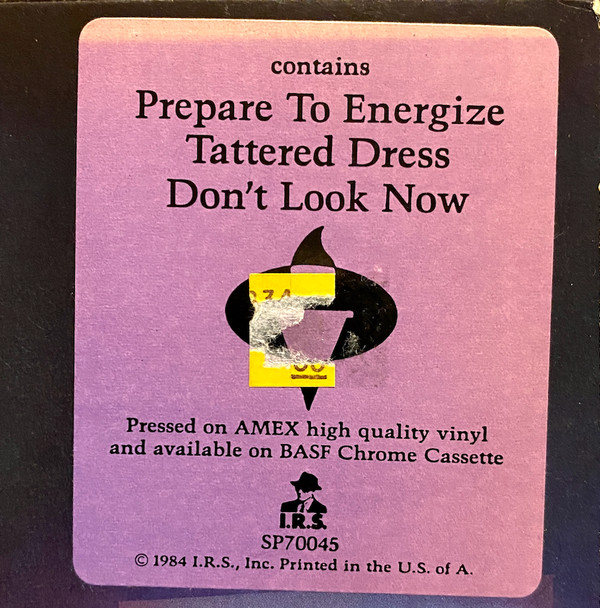 contains
Prepare To Energize
Tattered Dress
Don't Look Now
Pressed on AMEX high quality vinyl
and available on BASF Chrome Cassette
I.R.S.
SP70045
© 1984 I.R.S., Inc. Printed in the U.S. of A.